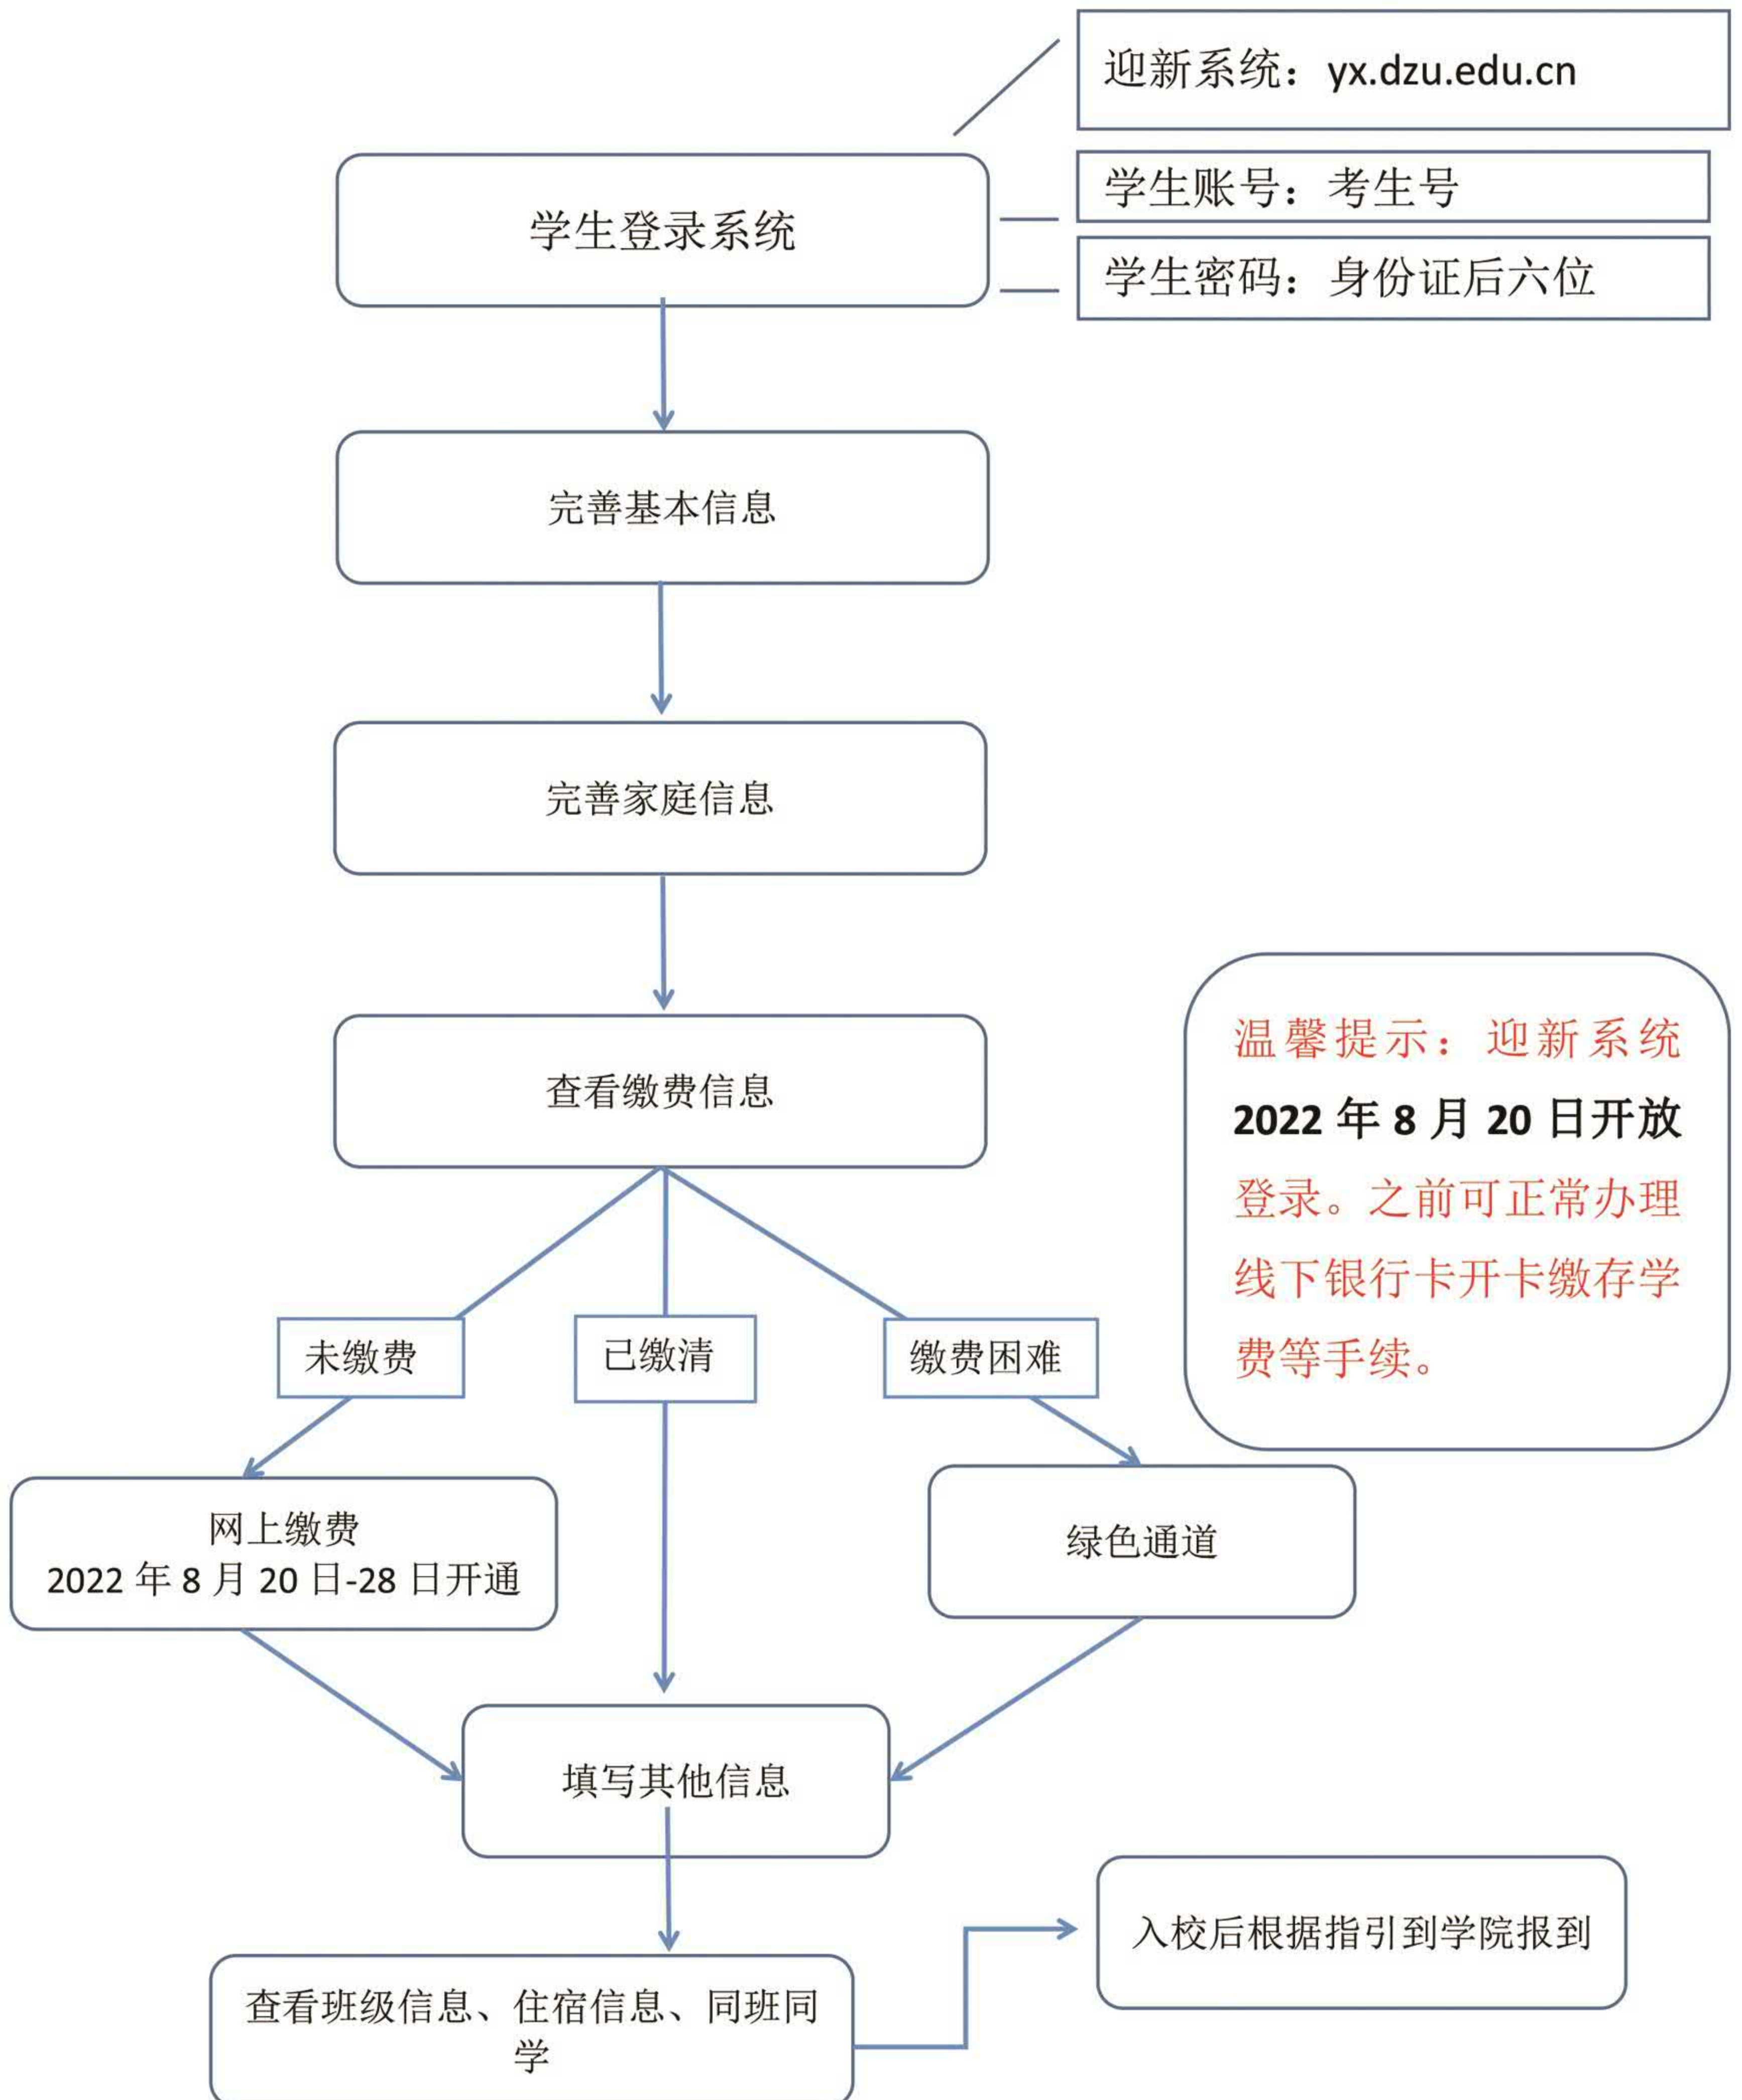 迎新系统：yx.dzu.edu.cn
学生账号：考生号
学生登录系统
学生密码：身份证后六位
完善基本信息
完善家庭信息
查看缴费信息
温馨提示：迎新系统
2022 年 8 月 20 日开放
登录。之前可正常办理
线下银行卡开卡缴存学
费等手续。
未缴费
已缴清
缴费困难
网上缴费
2022 年 8 月 20 日-28 日开通
绿色通道
填写其他信息
入校后根据指引到学院报到
查看班级信息、住宿信息、同班同
学